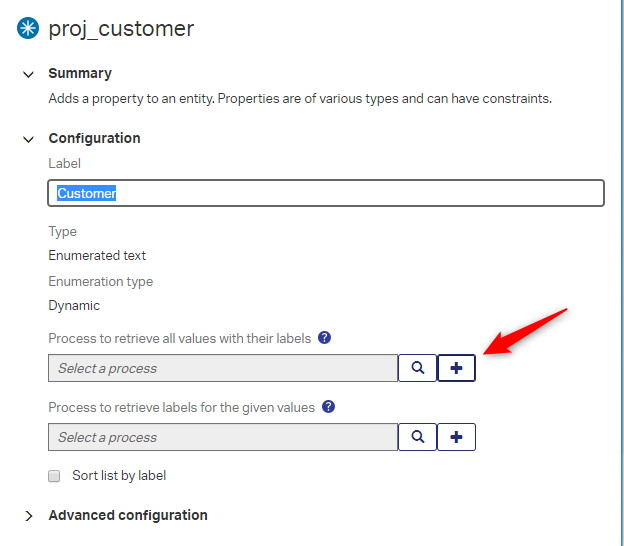 proj_customer
Summary
Adds a property to an entity. Properties are of various types and can have constraints.
Configuration
Label
Customer
Type
Enumerated text
Enumeration type
Dynamic
Process to retrieve all values with their labels ?
Select a process
Process to retrieve labels for the given values ?
Select a process
Sort list by label
Advanced configuration